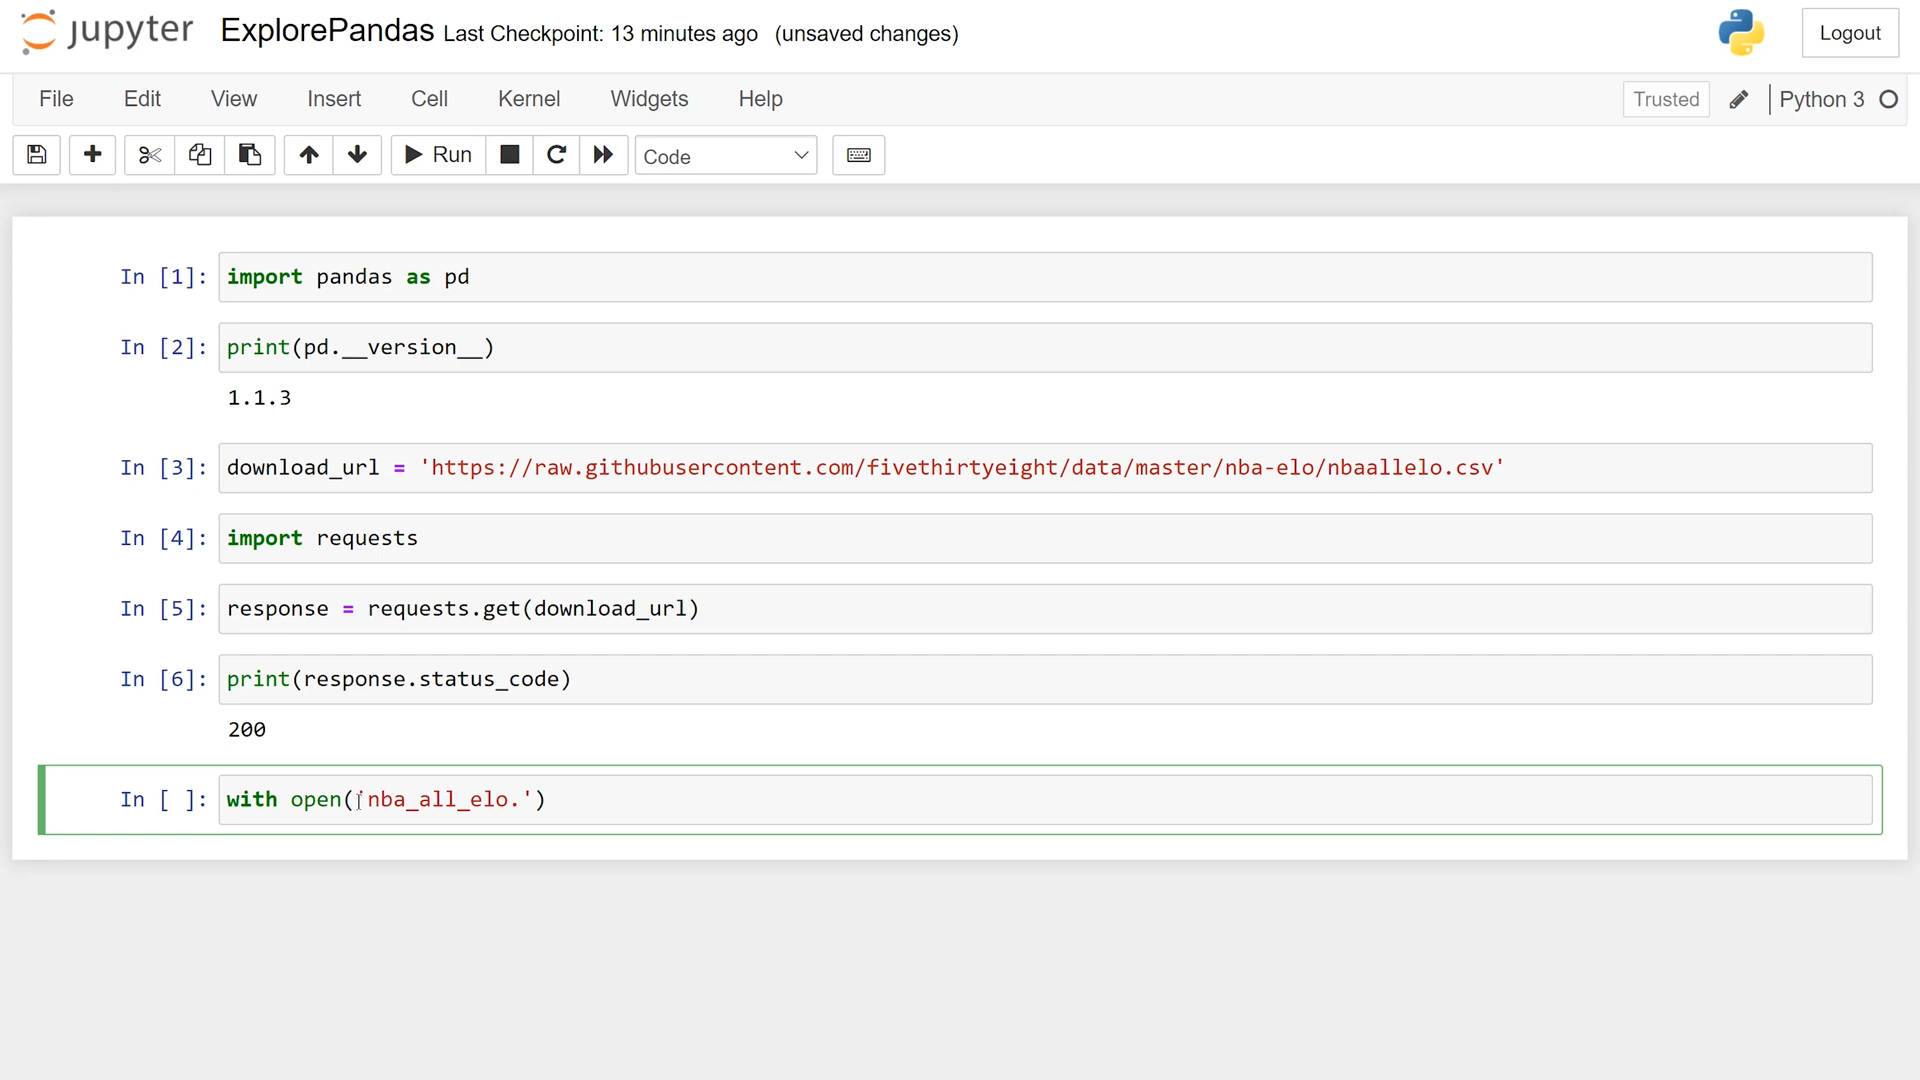 jupyter ExplorePandas Last Checkpoint: 13 minutes ago (unsaved changes) Logout
File Edit View Insert Cell Kernel Widgets Help Trusted Python 3
Run Code
In [1]: import pandas as pd
In [2]: print(pd.__version__)
1.1.3
In [3]: download_url = 'https://raw.githubusercontent.com/fivethirtyeight/data/master/nba-elo/nbaallelo.csv'
In [4]: import requests
In [5]: response = requests.get(download_url)
In [6]: print(response.status_code)
200
In [ ]: with open('nba_all_elo.')